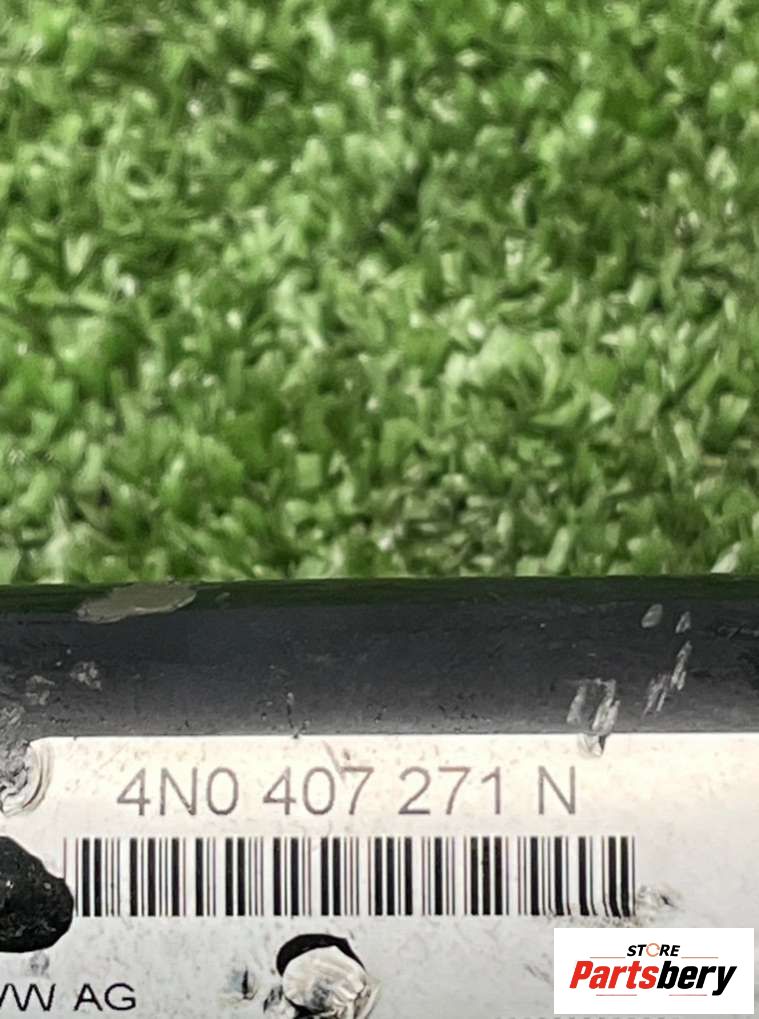 4N0 407 271 N
VW AG
STORE
Partsbery